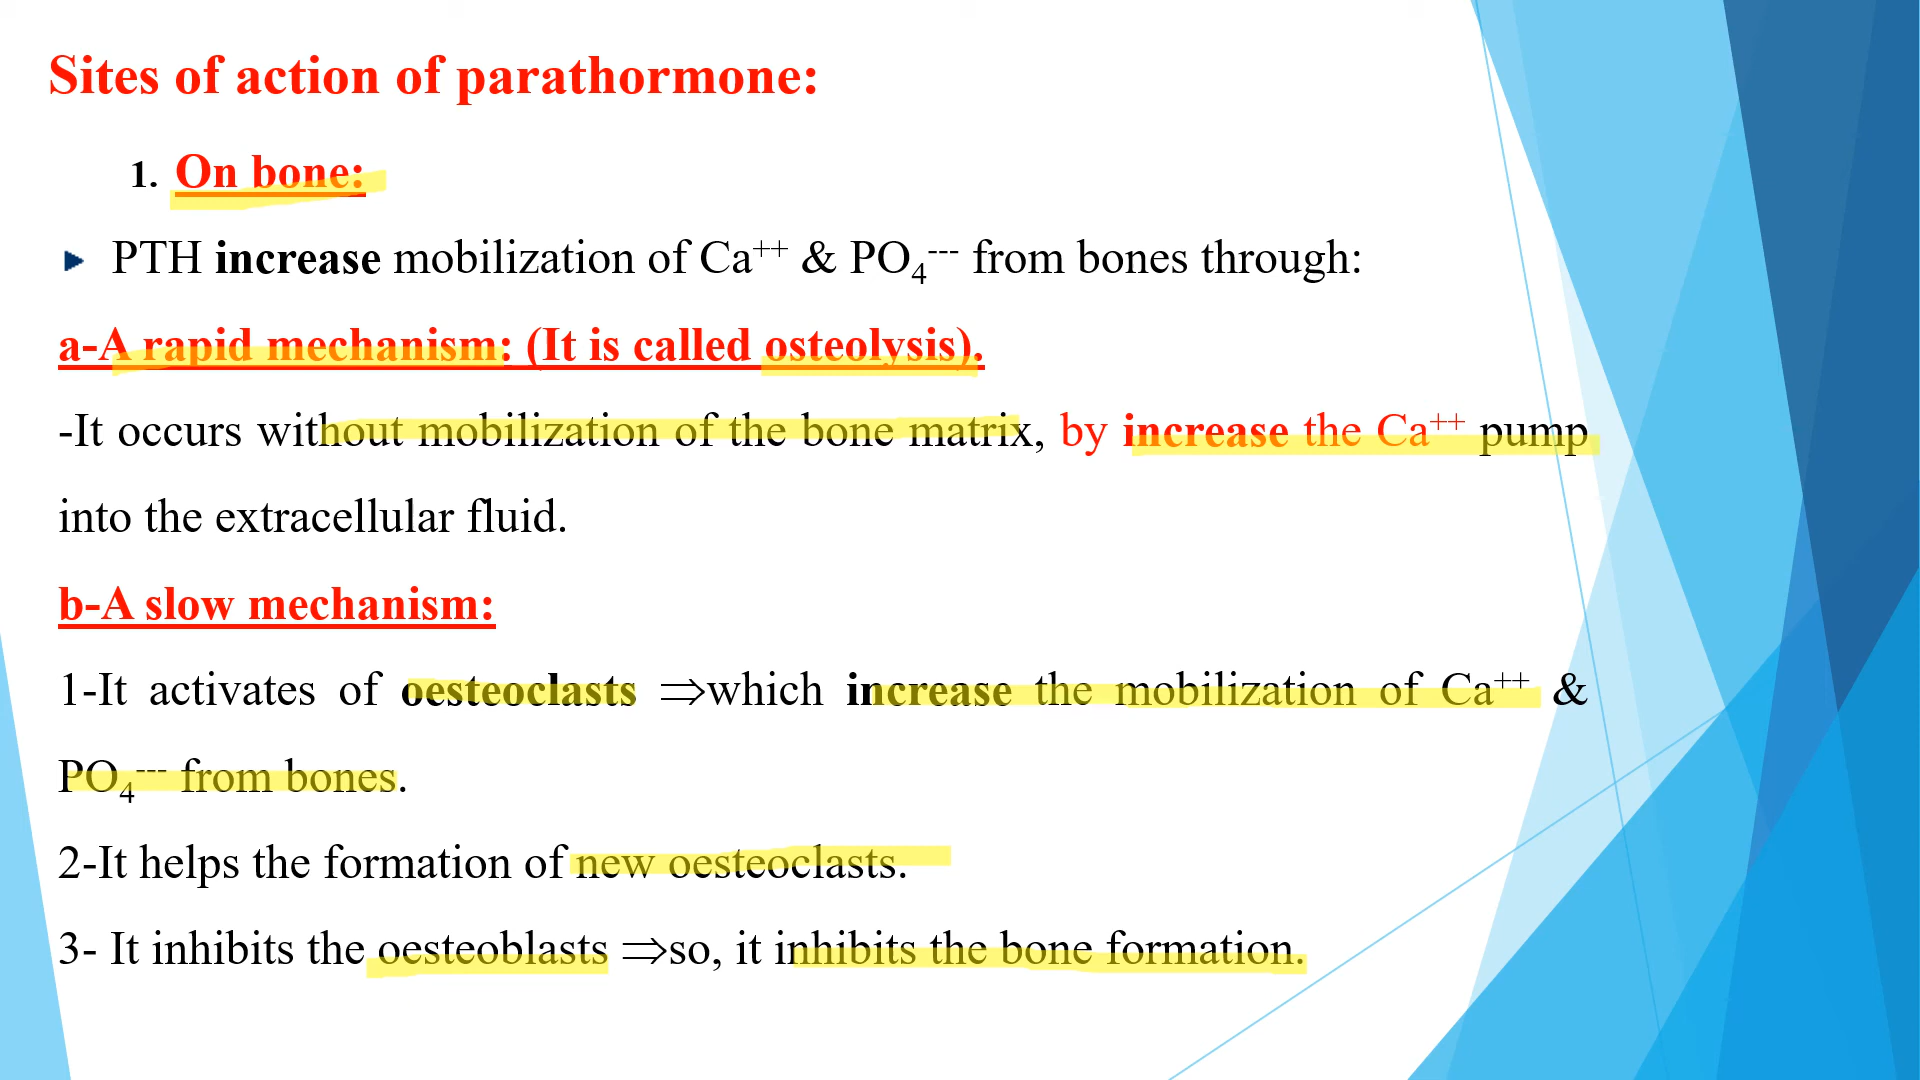 Sites of action of parathormone:
1. On bone:
PTH increase mobilization of Ca⁺⁺ & PO₄⁻⁻⁻ from bones through:
a-A rapid mechanism: (It is called osteolysis).
-It occurs without mobilization of the bone matrix, by increase the Ca⁺⁺ pump
into the extracellular fluid.
b-A slow mechanism:
1-It activates of oesteoclasts ⇒which increase the mobilization of Ca⁺⁺ &
PO₄⁻⁻⁻ from bones.
2-It helps the formation of new oesteoclasts.
3- It inhibits the oesteoblasts ⇒so, it inhibits the bone formation.